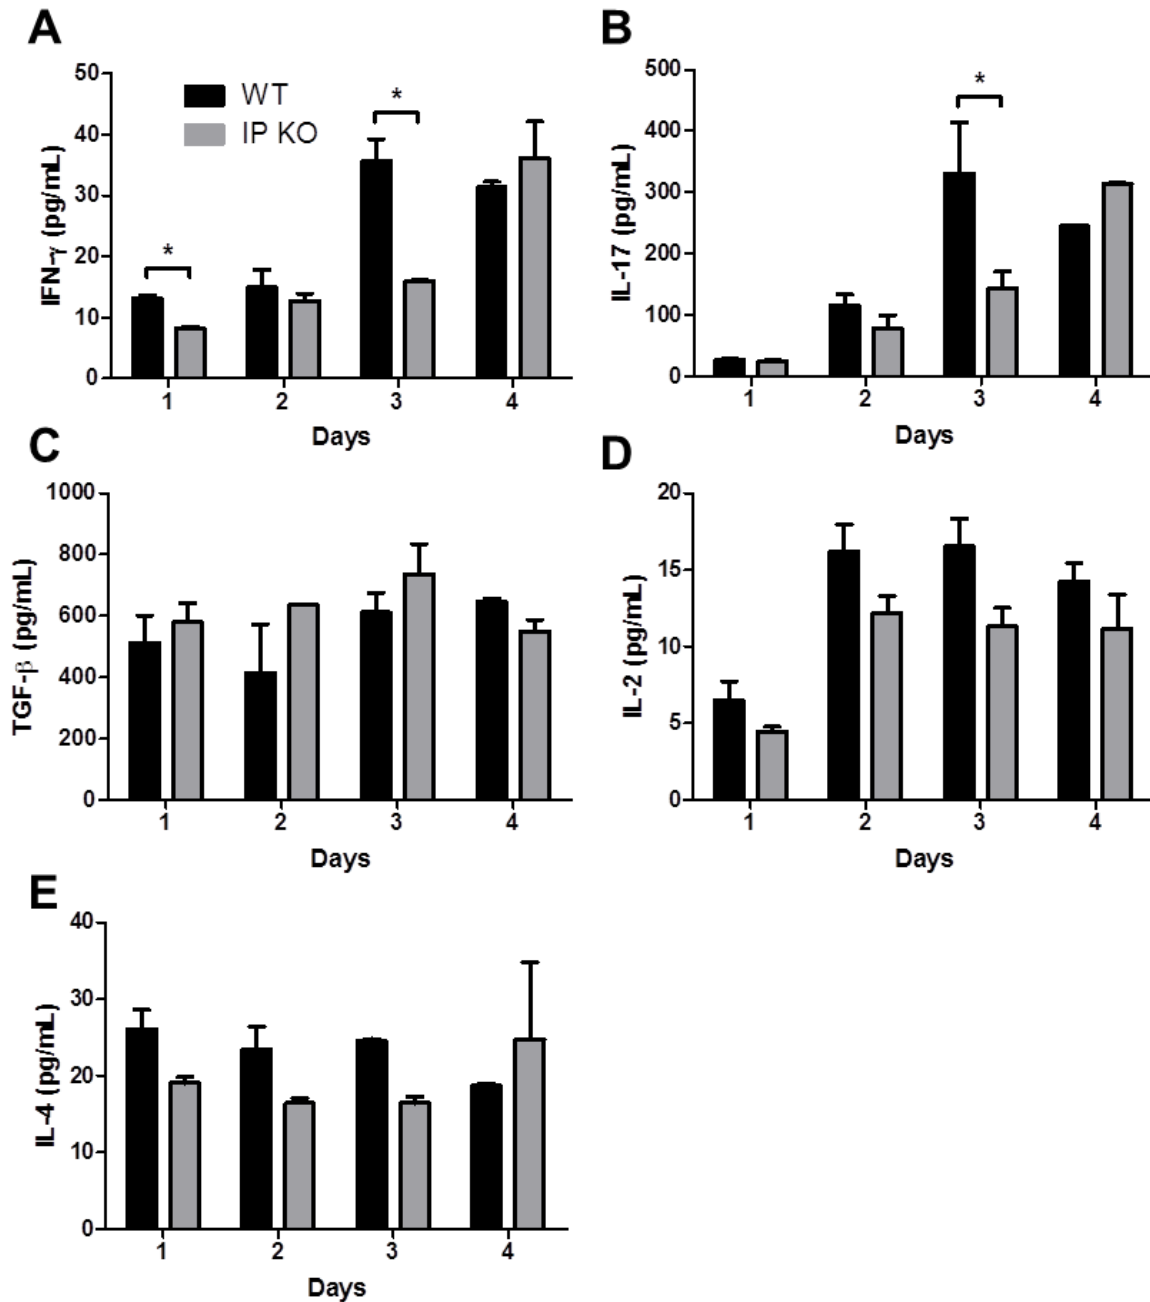 A
IFN-γ (pg/mL)
50
40
30
20
10
0
WT
IP KO
*
*
1 2 3 4
Days
B
IL-17 (pg/mL)
500
400
300
200
100
0
*
1 2 3 4
Days
C
TGF-β (pg/mL)
1000
800
600
400
200
0
1 2 3 4
Days
D
IL-2 (pg/mL)
20
15
10
5
0
1 2 3 4
Days
E
IL-4 (pg/mL)
40
30
20
10
0
1 2 3 4
Days